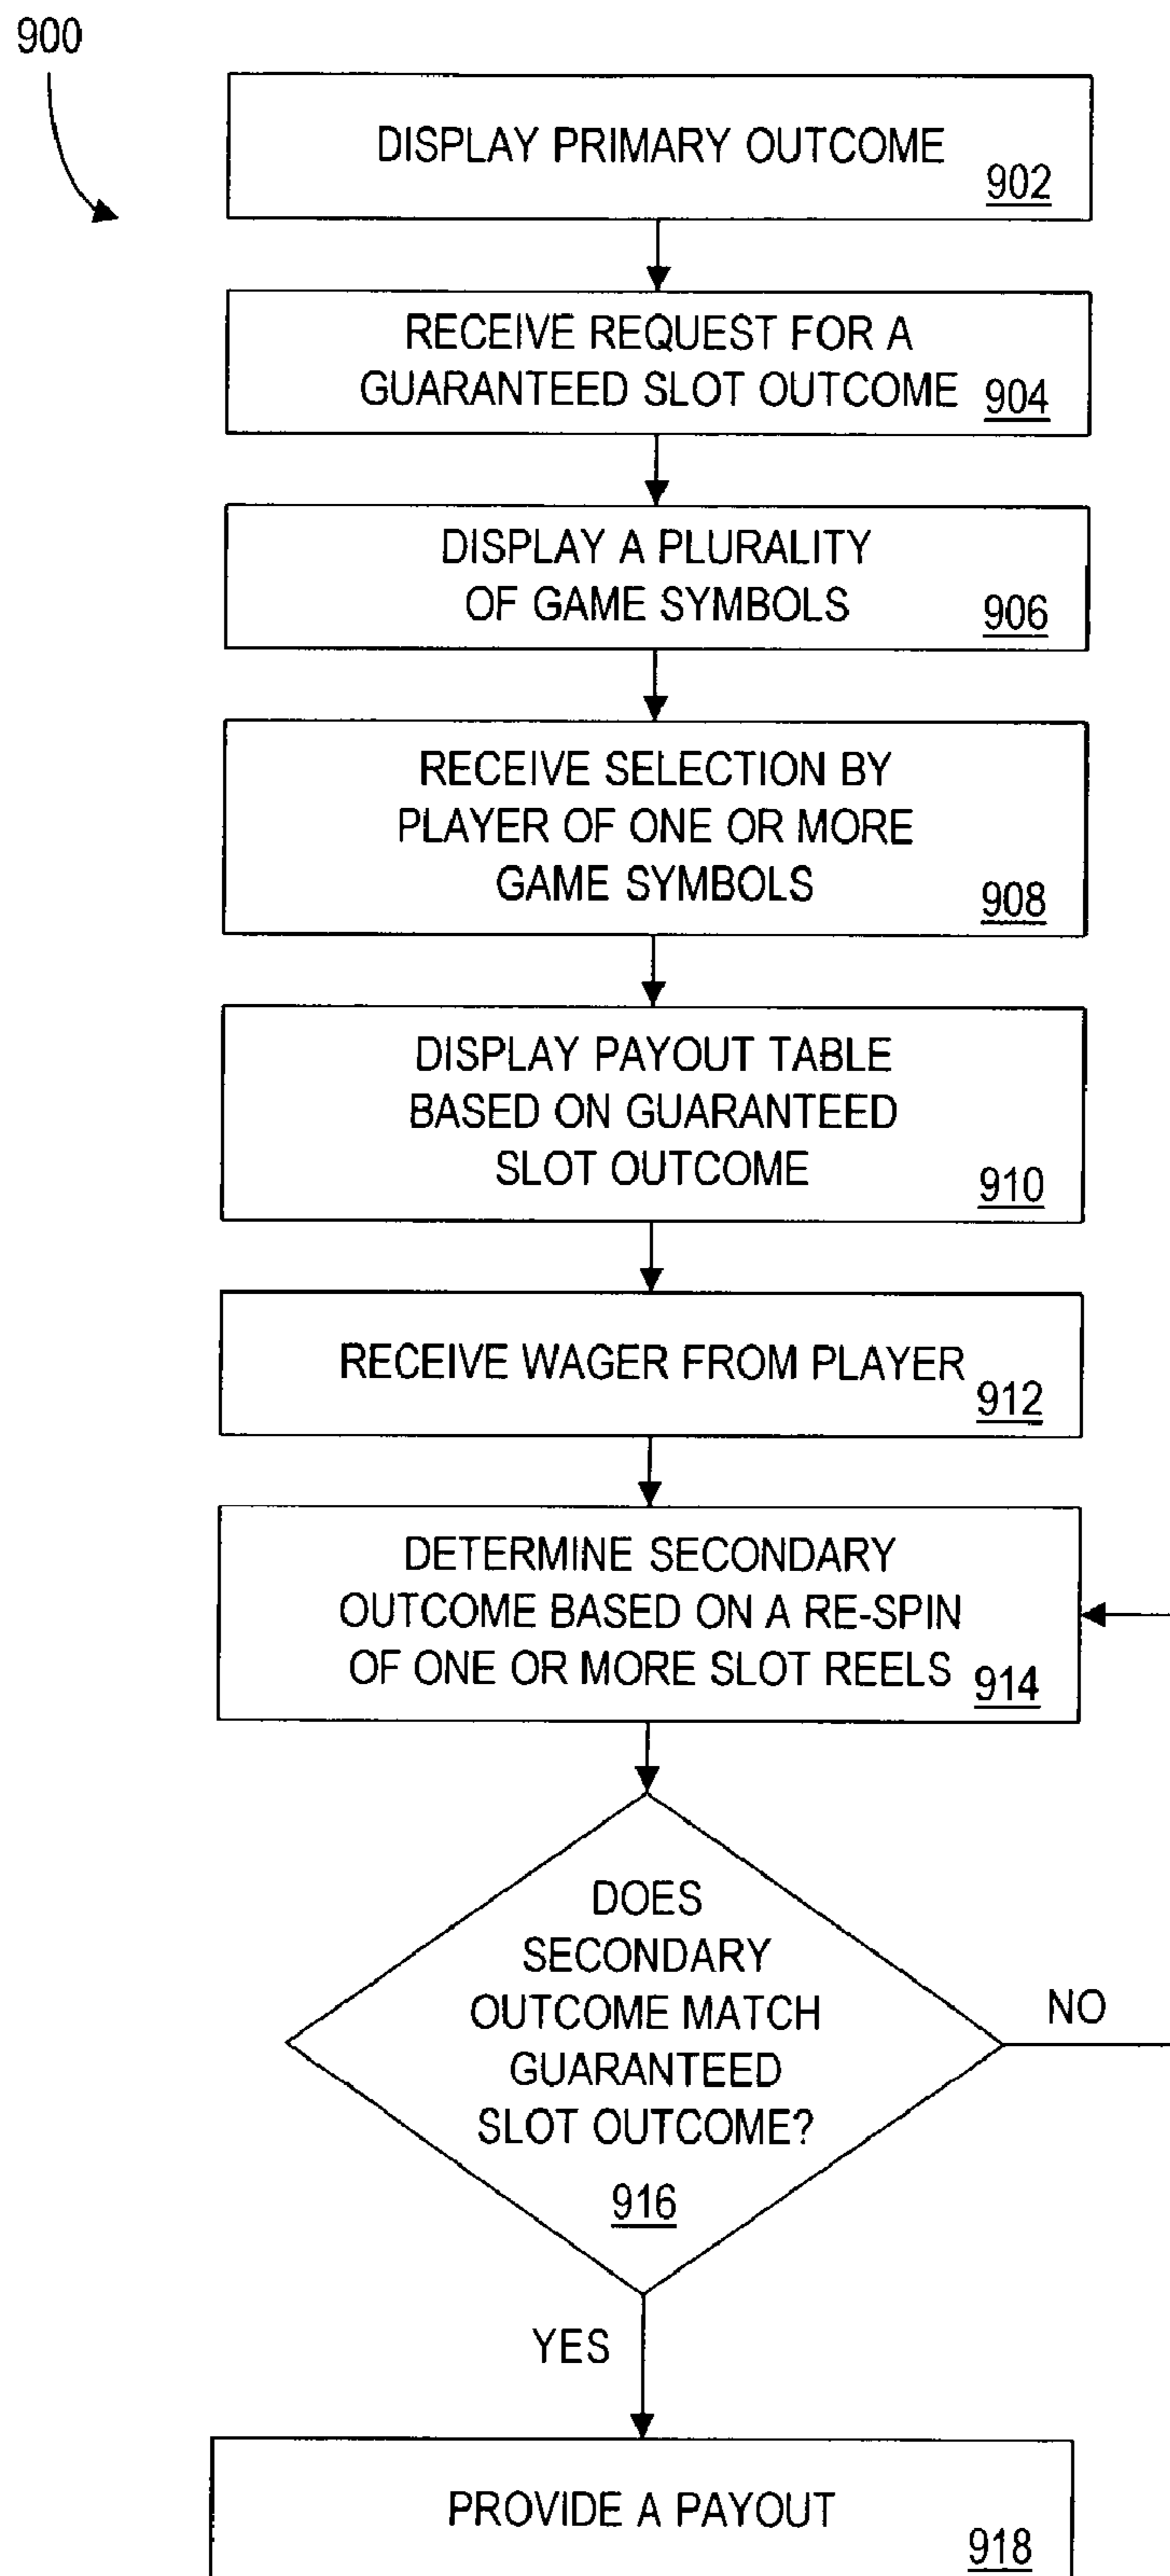 900
DISPLAY PRIMARY OUTCOME
902
RECEIVE REQUEST FOR A
GUARANTEED SLOT OUTCOME
904
DISPLAY A PLURALITY
OF GAME SYMBOLS
906
RECEIVE SELECTION BY
PLAYER OF ONE OR MORE
GAME SYMBOLS
908
DISPLAY PAYOUT TABLE
BASED ON GUARANTEED
SLOT OUTCOME
910
RECEIVE WAGER FROM PLAYER
912
DETERMINE SECONDARY
OUTCOME BASED ON A RE-SPIN
OF ONE OR MORE SLOT REELS
914
DOES
SECONDARY
OUTCOME MATCH
GUARANTEED
SLOT OUTCOME?
916
NO
YES
PROVIDE A PAYOUT
918